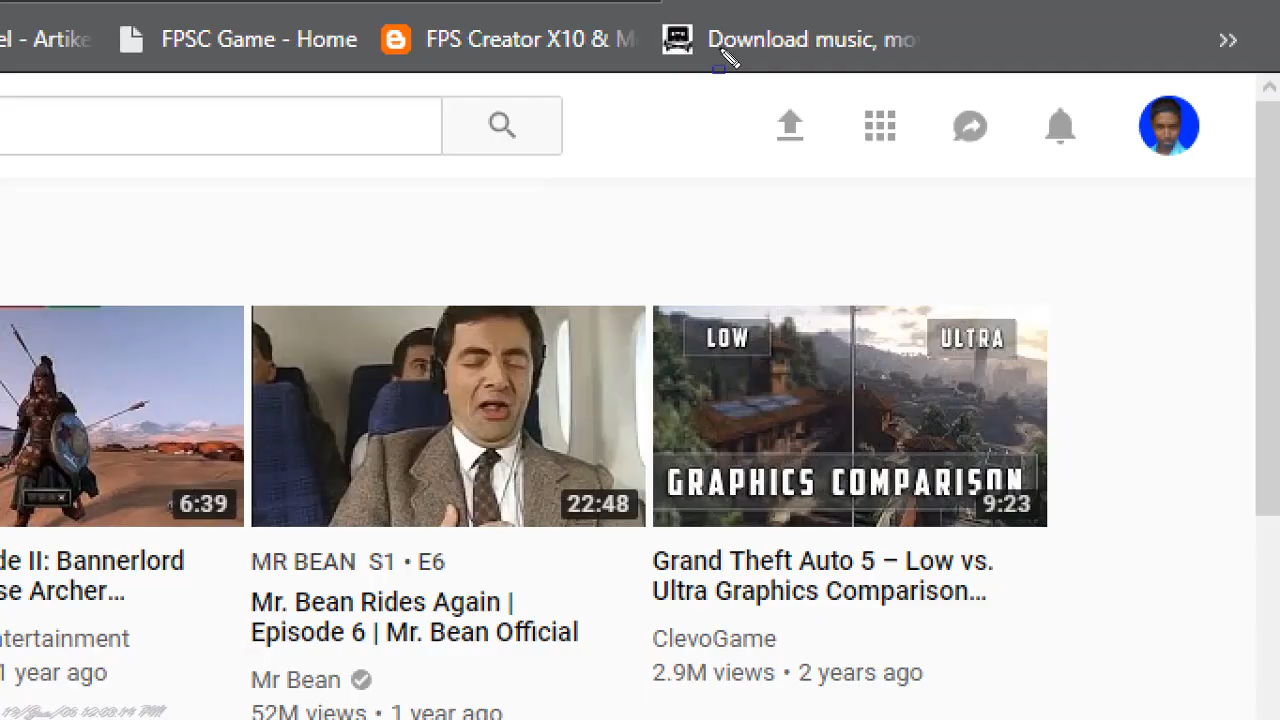 el - Artike FPSC Game - Home FPS Creator X10 & M Download music, mo
LOW ULTRA
GRAPHICS COMPARISON
6:39 22:48 9:23
de II: Bannerlord
se Archer...
ntertainment
1 year ago
MR BEAN S1 • E6
Mr. Bean Rides Again |
Episode 6 | Mr. Bean Official
Mr Bean
52M views • 1 year ago
Grand Theft Auto 5 – Low vs.
Ultra Graphics Comparison...
ClevoGame
2.9M views • 2 years ago